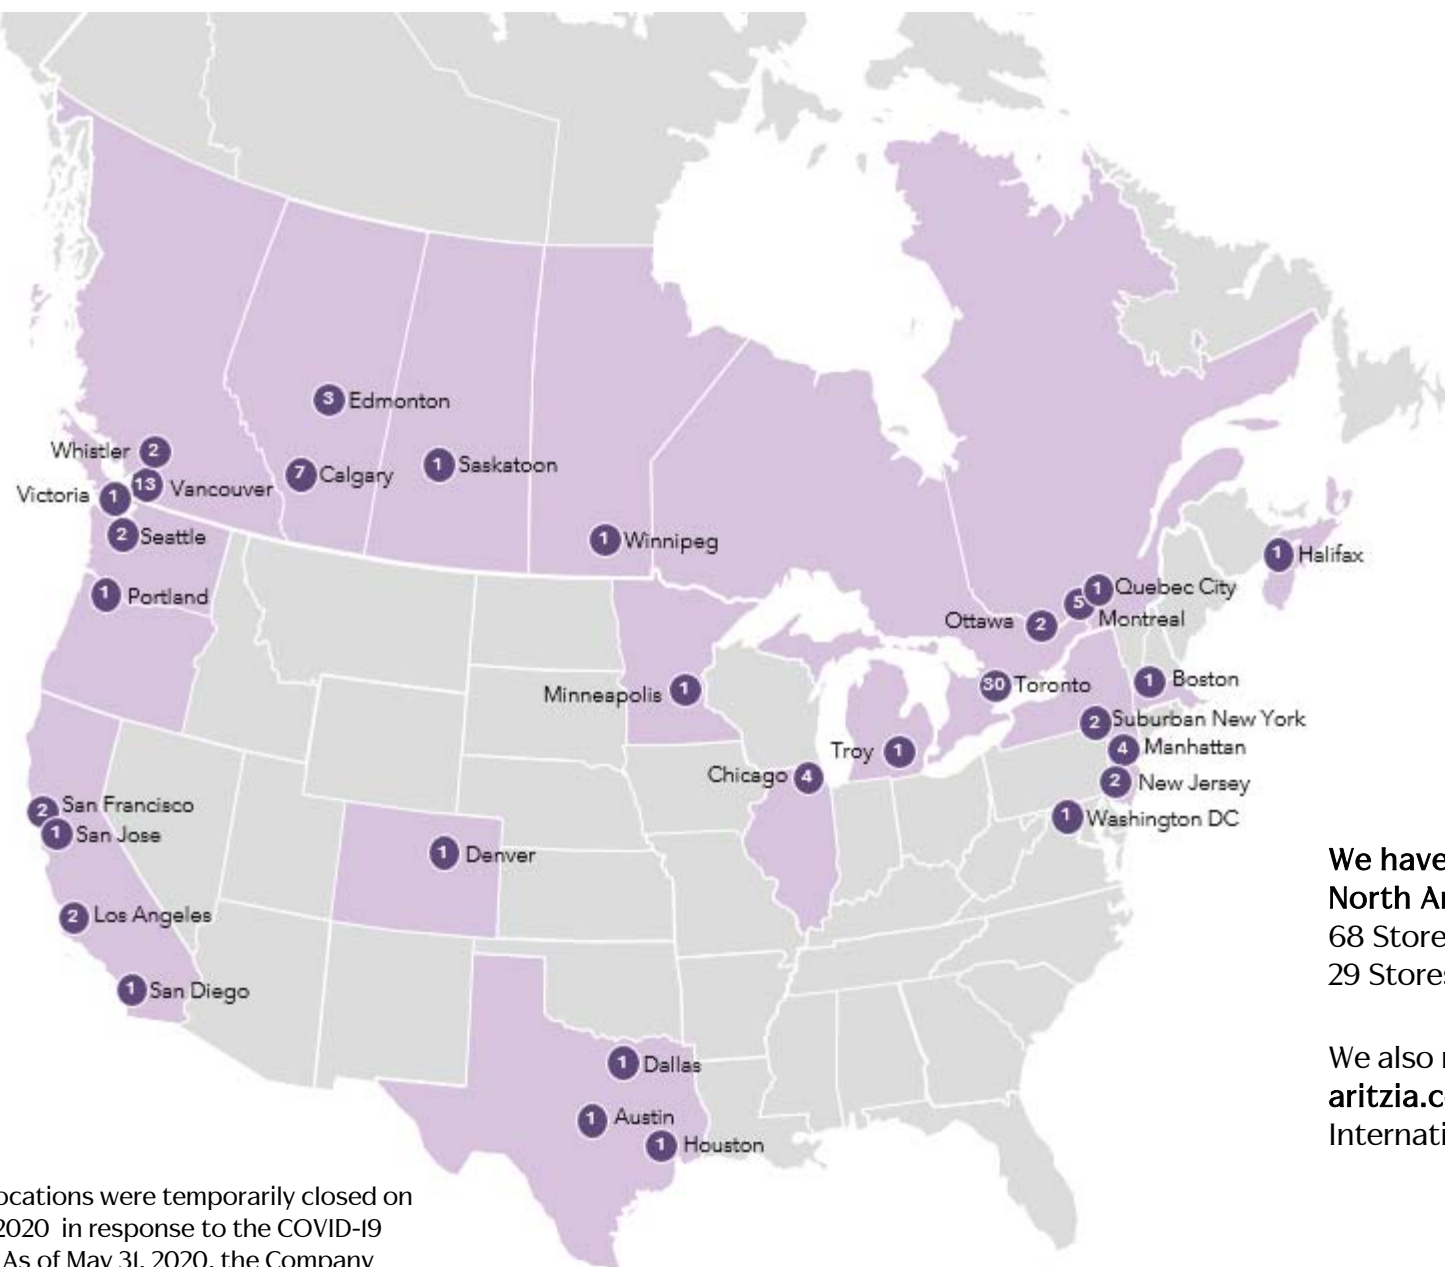 3 Edmonton
Whistler 2
7 Calgary
1 Saskatoon
13 Vancouver
Victoria 1
2 Seattle
1 Winnipeg
1 Halifax
1 Portland
1 Quebec City
5 Montreal
Ottawa 2
Minneapolis 1
30 Toronto
1 Boston
2 Suburban New York
4 Manhattan
Troy 1
Chicago 4
2 New Jersey
2 San Francisco
1 San Jose
1 Washington DC
1 Denver
2 Los Angeles
1 San Diego
1 Dallas
1 Austin
1 Houston
We have
North
68 Store
29 Stores
We also
aritzia.c
Internati
ocations were temporarily closed on
2020 in response to the COVID-19
As of May 31, 2020, the Company